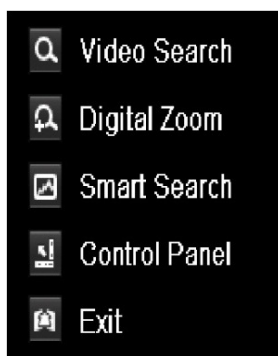 Video Search
Digital Zoom
Smart Search
Control Panel
Exit